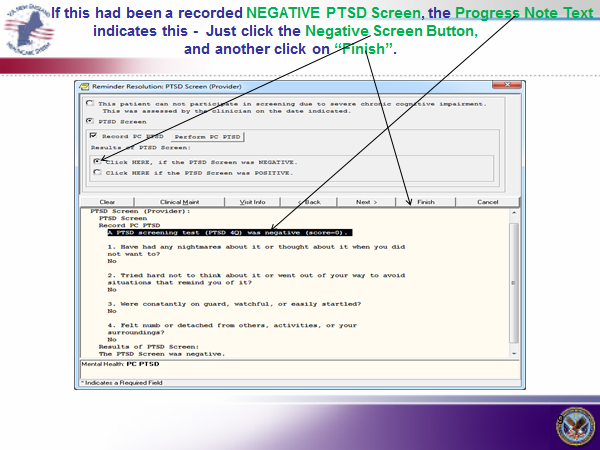 If this had been a recorded NEGATIVE PTSD Screen, the Progress Note Text
indicates this - Just click the Negative Screen Button,
and another click on “Finish”.
VA NEW ENGLAND
HEALTHCARE SYSTEM
Reminder Resolution: PTSD Screen (Provider)
This patient can not participate in screening due to severe chronic cognitive impairment.
This was assessed by the clinician on the date indicated.
PTSD Screen
Record PC PTSD Perform PC PTSD
Results of PTSD Screen:
Click HERE, if the PTSD Screen was NEGATIVE.
Click HERE if the PTSD Screen was POSITIVE.
Clear Clinical Maint Visit Info < Back Next > Finish Cancel
PTSD Screen (Provider):
PTSD Screen
Record PC PTSD
A PTSD screening test (PTSD 4Q) was negative (score=0).
1. Have had any nightmares about it or thought about it when you did
not want to?
No
2. Tried hard not to think about it or went out of your way to avoid
situations that remind you of it?
No
3. Were constantly on guard, watchful, or easily startled?
No
4. Felt numb or detached from others, activities, or your
surroundings?
No
Results of PTSD Screen:
The PTSD Screen was negative.
Mental Health: PC PTSD
* Indicates a Required Field